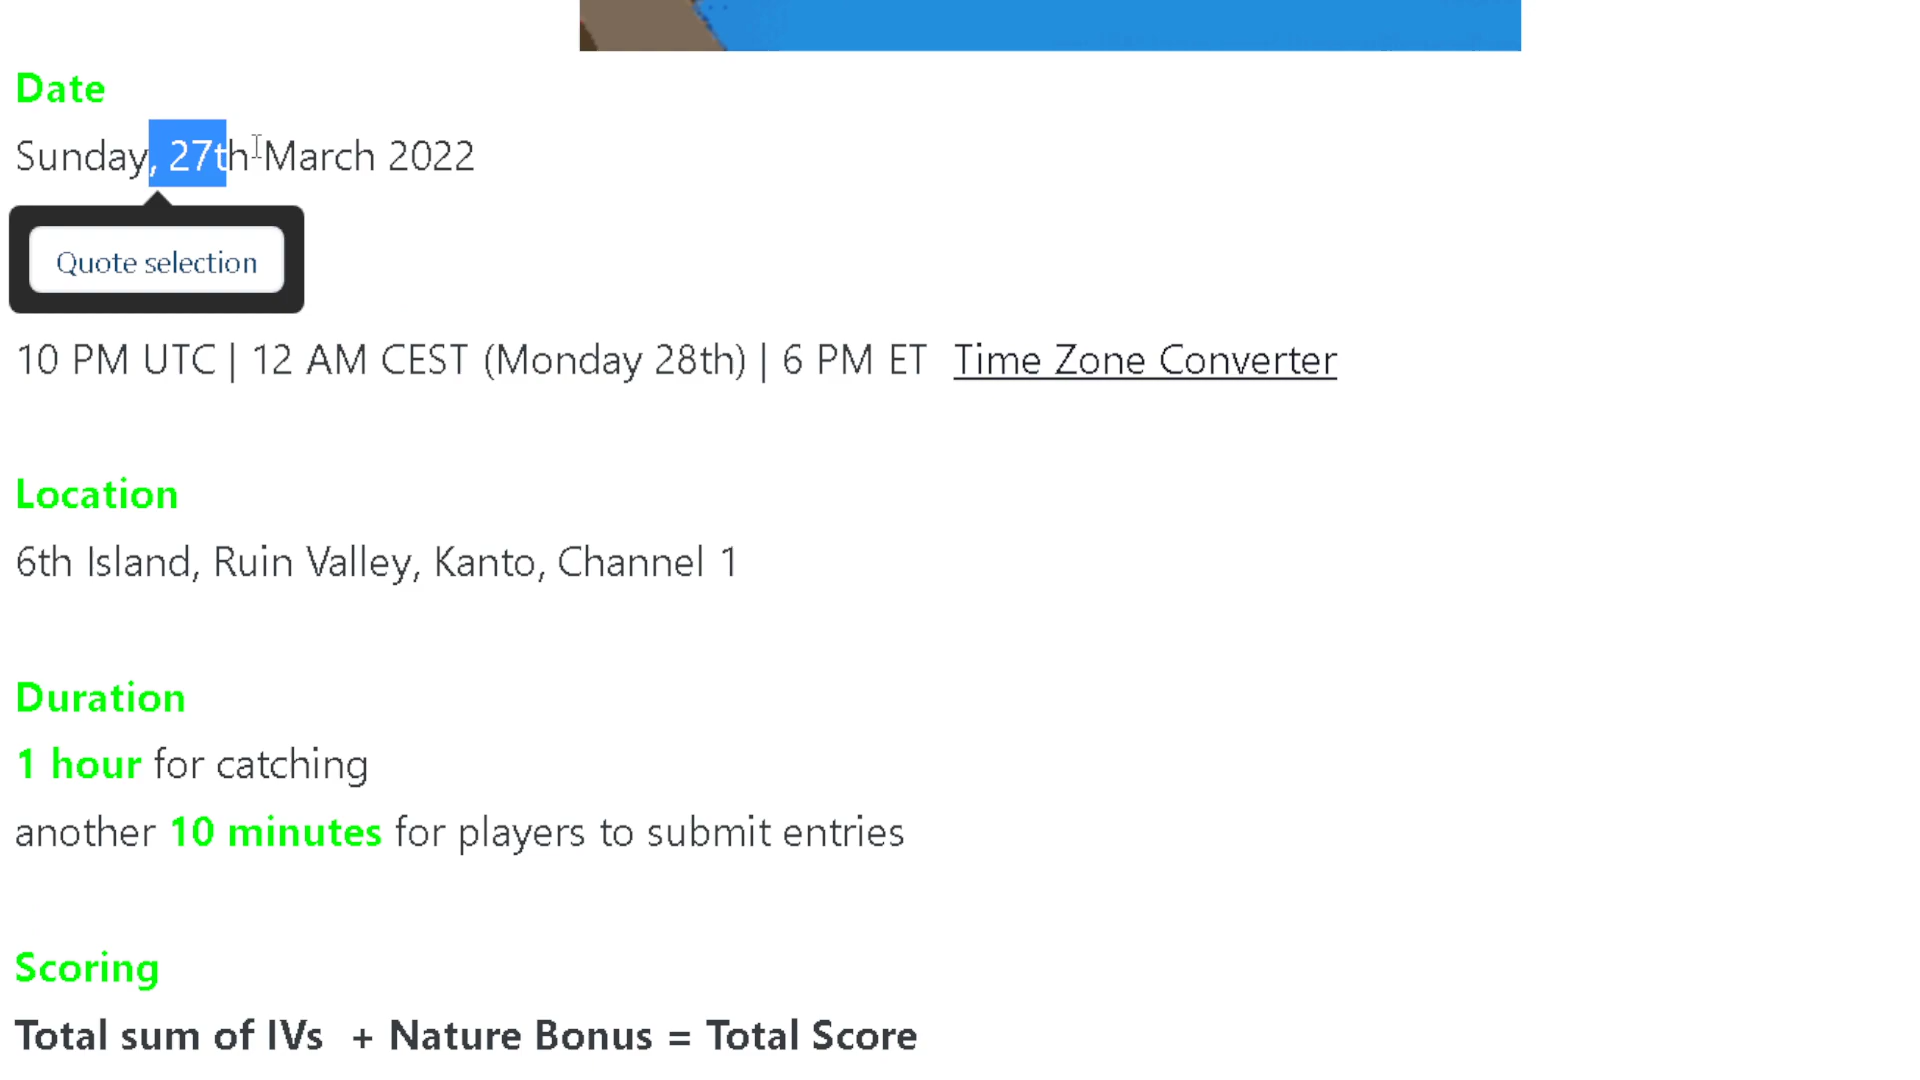 Date
Sunday, 27th March 2022
Quote selection
10 PM UTC | 12 AM CEST (Monday 28th) | 6 PM ET Time Zone Converter
Location
6th Island, Ruin Valley, Kanto, Channel 1
Duration
1 hour for catching
another 10 minutes for players to submit entries
Scoring
Total sum of IVs + Nature Bonus = Total Score